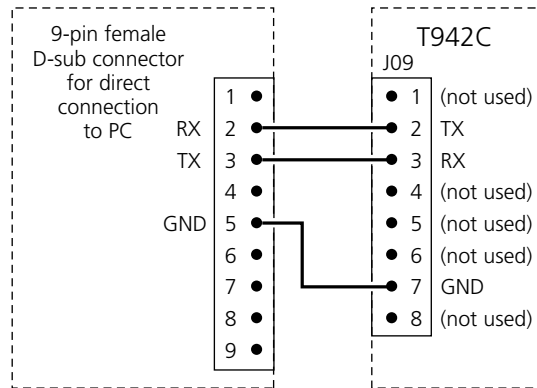 9-pin female
D-sub connector
for direct
connection
to PC
1
RX 2
TX 3
4
GND 5
6
7
8
9
T942C
J09
1 (not used)
2 TX
3 RX
4 (not used)
5 (not used)
6 (not used)
7 GND
8 (not used)